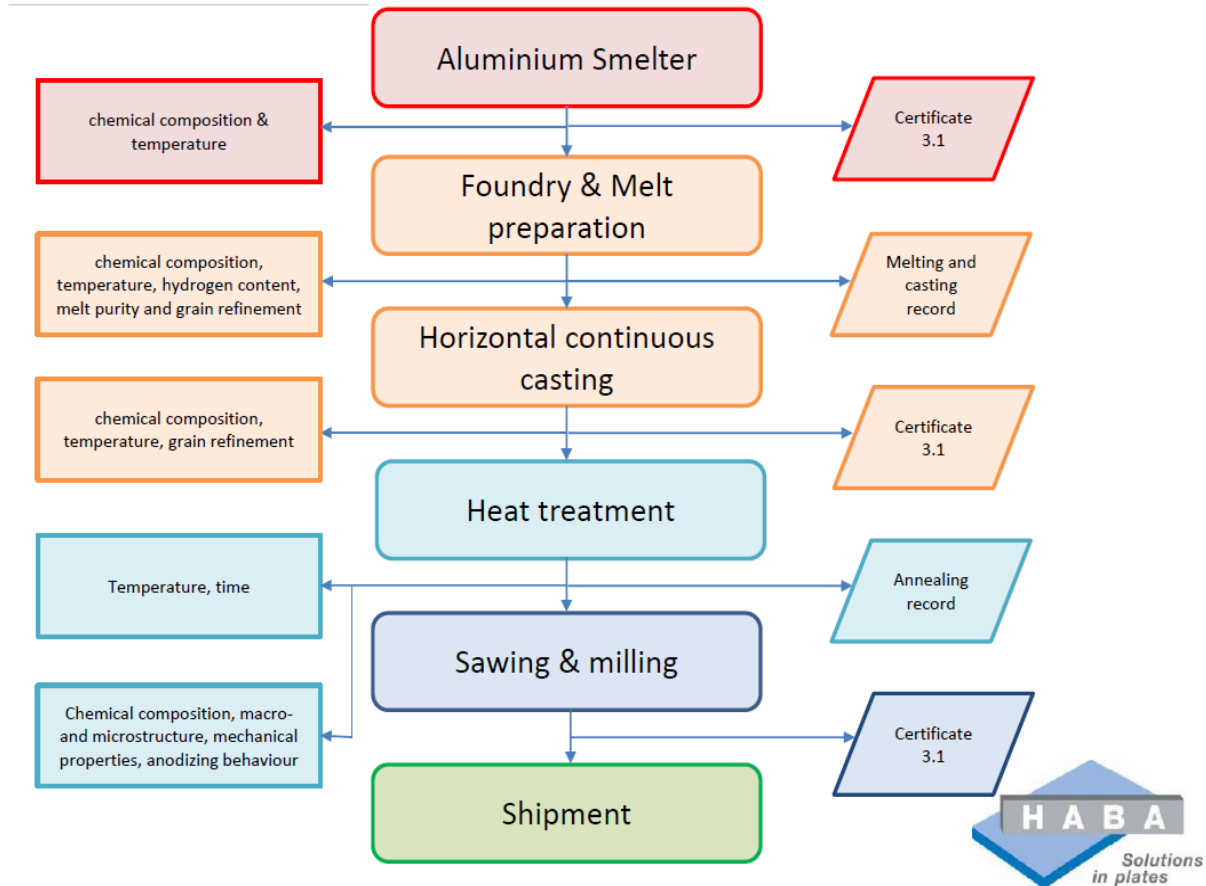 Aluminium Smelter
chemical composition &
temperature
Certificate
3.1
Foundry & Melt
preparation
chemical composition,
temperature, hydrogen content,
melt purity and grain refinement
Melting and
casting
record
Horizontal continuous
casting
chemical composition,
temperature, grain refinement
Certificate
3.1
Heat treatment
Temperature, time
Annealing
record
Sawing & milling
Chemical composition, macro-
and microstructure, mechanical
properties, anodizing behaviour
Certificate
3.1
Shipment
HABA
Solutions
in plates